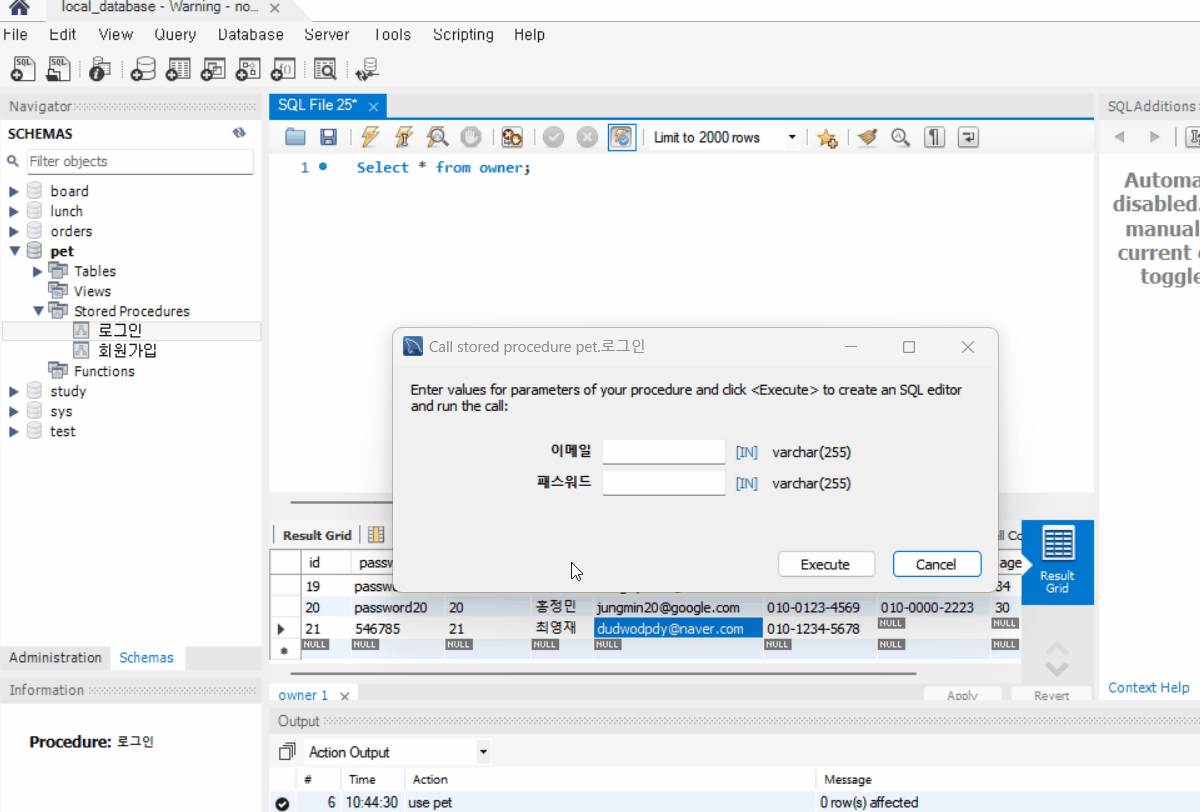 local_database - Warning - no...
File Edit View Query Database Server Tools Scripting Help
Navigator
SCHEMAS
Filter objects
board
lunch
orders
pet
Tables
Views
Stored Procedures
로그인
회원가입
Functions
study
sys
test
Administration Schemas
Information
Procedure: 로그인
SQL File 25*
Limit to 2000 rows
1 Select * from owner;
SQLAdditions
Automa
disabled.
manual
current
toggle
Context Help
Call stored procedure pet.로그인
Enter values for parameters of your procedure and click <Execute> to create an SQL editor
and run the call:
이메일 [IN] varchar(255)
패스워드 [IN] varchar(255)
Execute Cancel
Result Grid
id passw age
19 passwo 34
20 password20 20 홍정민 jungmin20@google.com 010-0123-4569 010-0000-2223 30
21 546785 21 최영재 dudwodpdy@naver.com 010-1234-5678 NULL NULL
NULL NULL NULL NULL NULL NULL NULL NULL
Result
Grid
owner 1
Apply Revert
Output
Action Output
# Time Action Message
6 10:44:30 use pet 0 row(s) affected